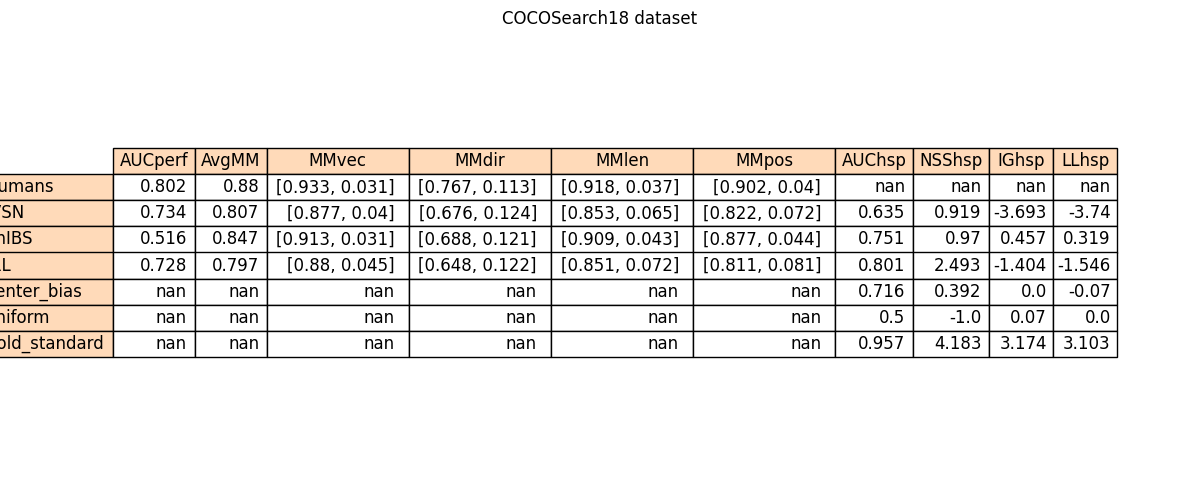 COCOSearch18 dataset
AUCperf AvgMM MMvec MMdir MMlen MMpos AUChsp NSShsp IGhsp LLhsp
umans 0.802 0.88 [0.933, 0.031] [0.767, 0.113] [0.918, 0.037] [0.902, 0.04] nan nan nan nan
SN 0.734 0.807 [0.877, 0.04] [0.676, 0.124] [0.853, 0.065] [0.822, 0.072] 0.635 0.919 -3.693 -3.74
nIBS 0.516 0.847 [0.913, 0.031] [0.688, 0.121] [0.909, 0.043] [0.877, 0.044] 0.751 0.97 0.457 0.319
L 0.728 0.797 [0.88, 0.045] [0.648, 0.122] [0.851, 0.072] [0.811, 0.081] 0.801 2.493 -1.404 -1.546
enter_bias nan nan nan nan nan nan 0.716 0.392 0.0 -0.07
niform nan nan nan nan nan nan 0.5 -1.0 0.07 0.0
old_standard nan nan nan nan nan nan 0.957 4.183 3.174 3.103